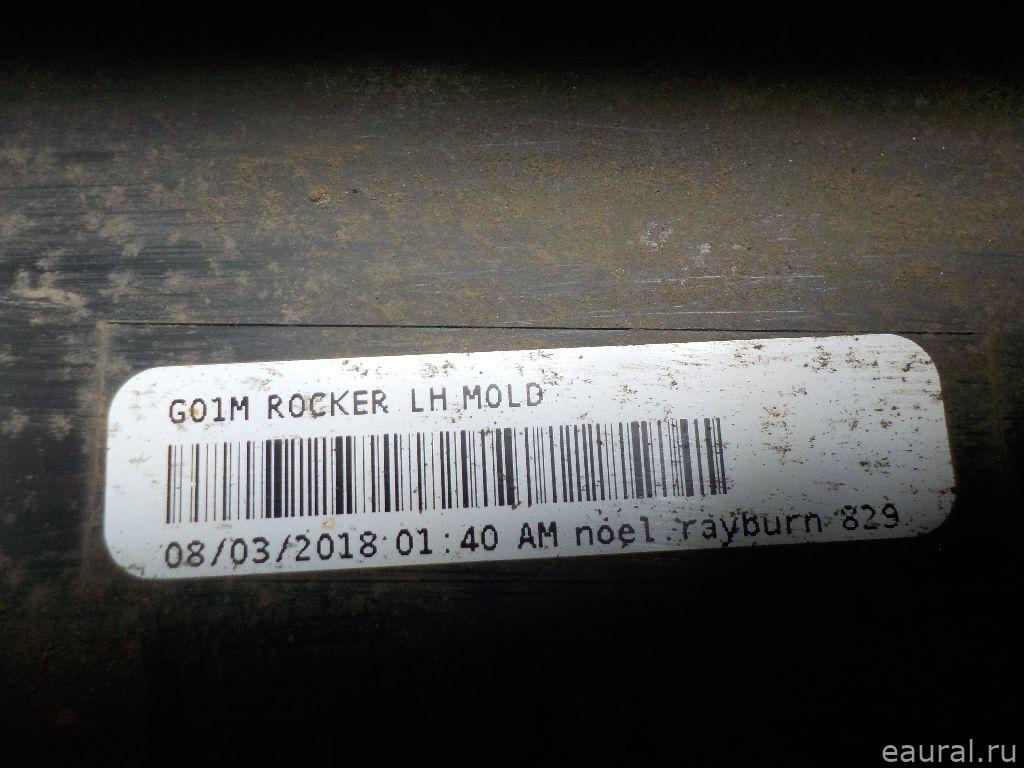 G01M ROCKER LH MOLD
08/03/2018 01:40 AM noel.rayburn 829
eaural.ru